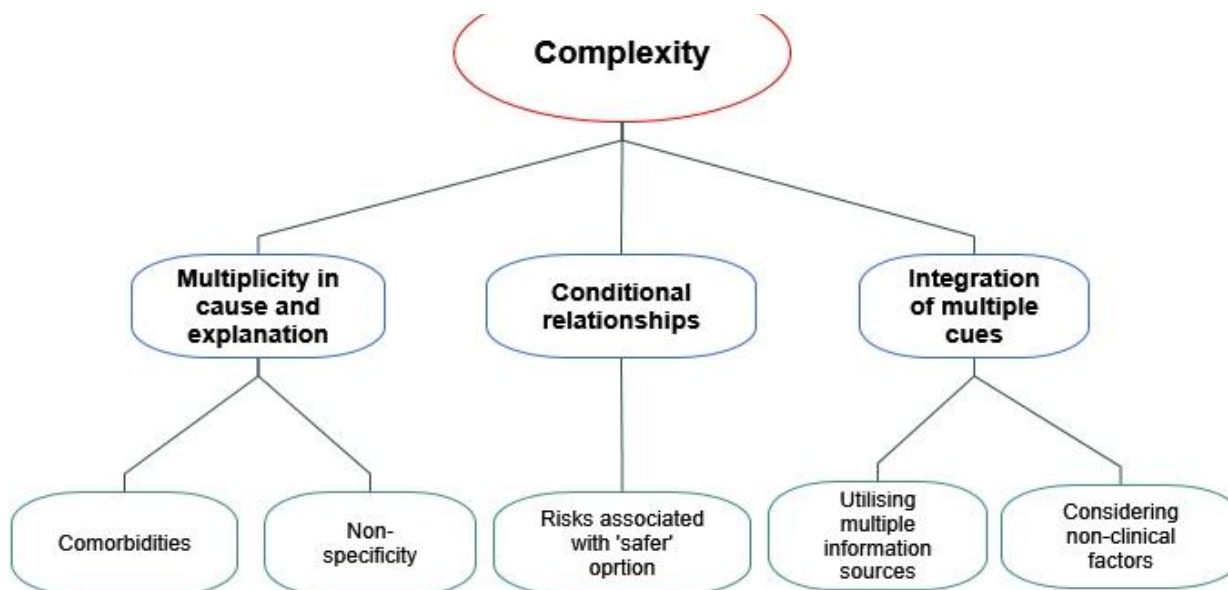 Complexity
Multiplicity in
cause and
explanation
Conditional
relationships
Integration
of multiple
cues
Comorbidities
Non-
specificity
Risks associated
with 'safer'
oprtion
Utilising
multiple
information
sources
Considering
non-clinical
factors